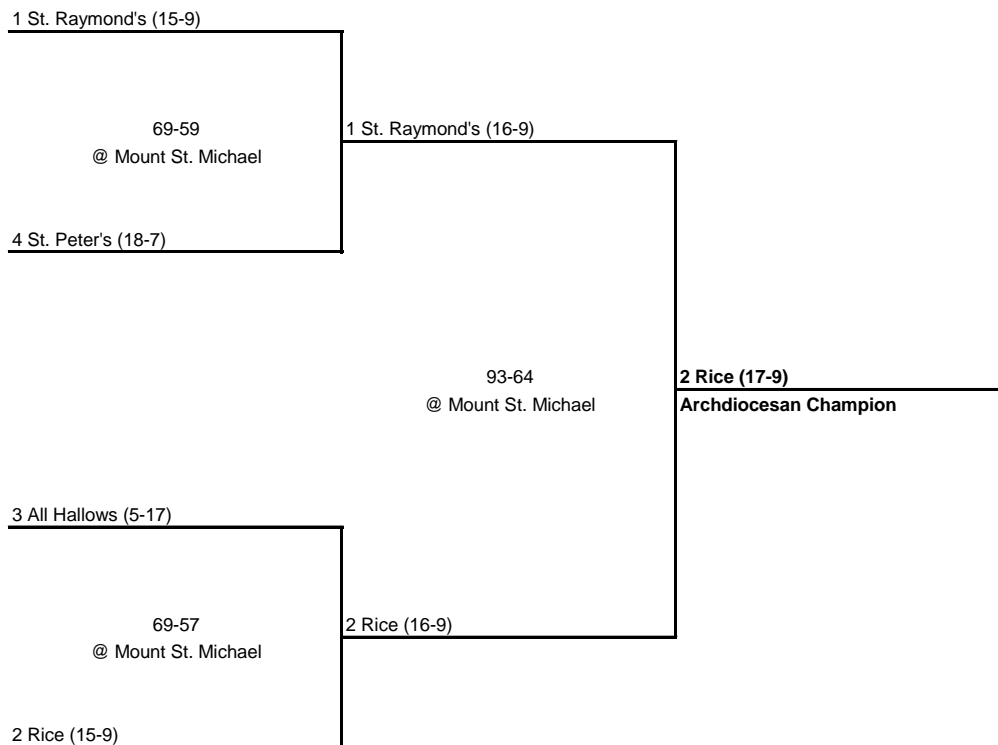 1 St. Raymond's (15-9)
69-59
@ Mount St. Michael
1 St. Raymond's (16-9)
4 St. Peter's (18-7)
93-64
@ Mount St. Michael
2 Rice (17-9)
Archdiocesan Champion
3 All Hallows (5-17)
69-57
@ Mount St. Michael
2 Rice (16-9)
2 Rice (15-9)